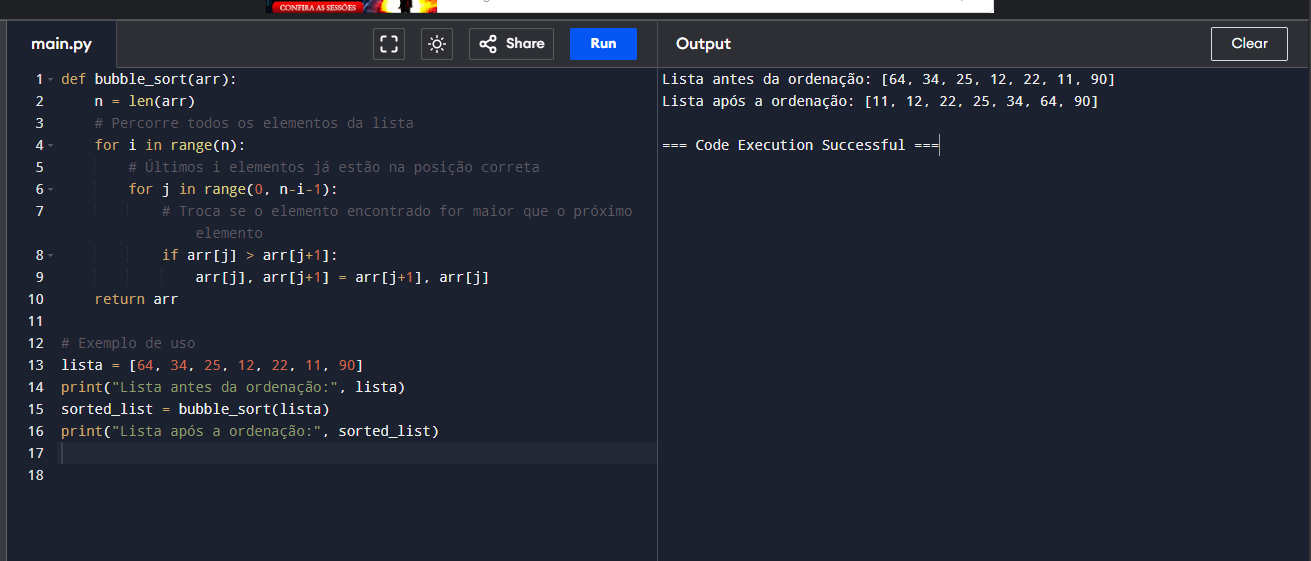 CONFIRA AS SESSÕES
main.py
Share
Run
Output
Clear
1 def bubble_sort(arr):
2     n = len(arr)
3     # Percorre todos os elementos da lista
4     for i in range(n):
5         # Últimos i elementos já estão na posição correta
6         for j in range(0, n-i-1):
7             # Troca se o elemento encontrado for maior que o próximo
                elemento
8             if arr[j] > arr[j+1]:
9                 arr[j], arr[j+1] = arr[j+1], arr[j]
10     return arr
11
12 # Exemplo de uso
13 lista = [64, 34, 25, 12, 22, 11, 90]
14 print("Lista antes da ordenação:", lista)
15 sorted_list = bubble_sort(lista)
16 print("Lista após a ordenação:", sorted_list)
17
18
Lista antes da ordenação: [64, 34, 25, 12, 22, 11, 90]
Lista após a ordenação: [11, 12, 22, 25, 34, 64, 90]
=== Code Execution Successful ===